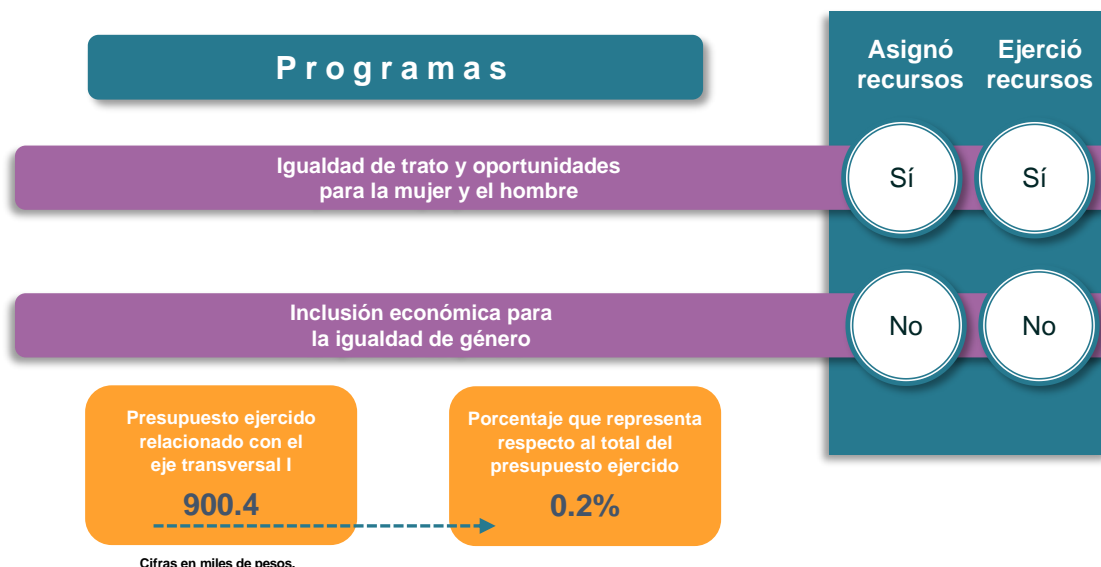 Programas
Asignó
recursos
Ejerció
recursos
Igualdad de trato y oportunidades
para la mujer y el hombre
Sí
Sí
Inclusión económica para
la igualdad de género
No
No
Presupuesto ejercido
relacionado con el
eje transversal I
900.4
Porcentaje que representa
respecto al total del
presupuesto ejercido
0.2%
Cifras en miles de pesos.